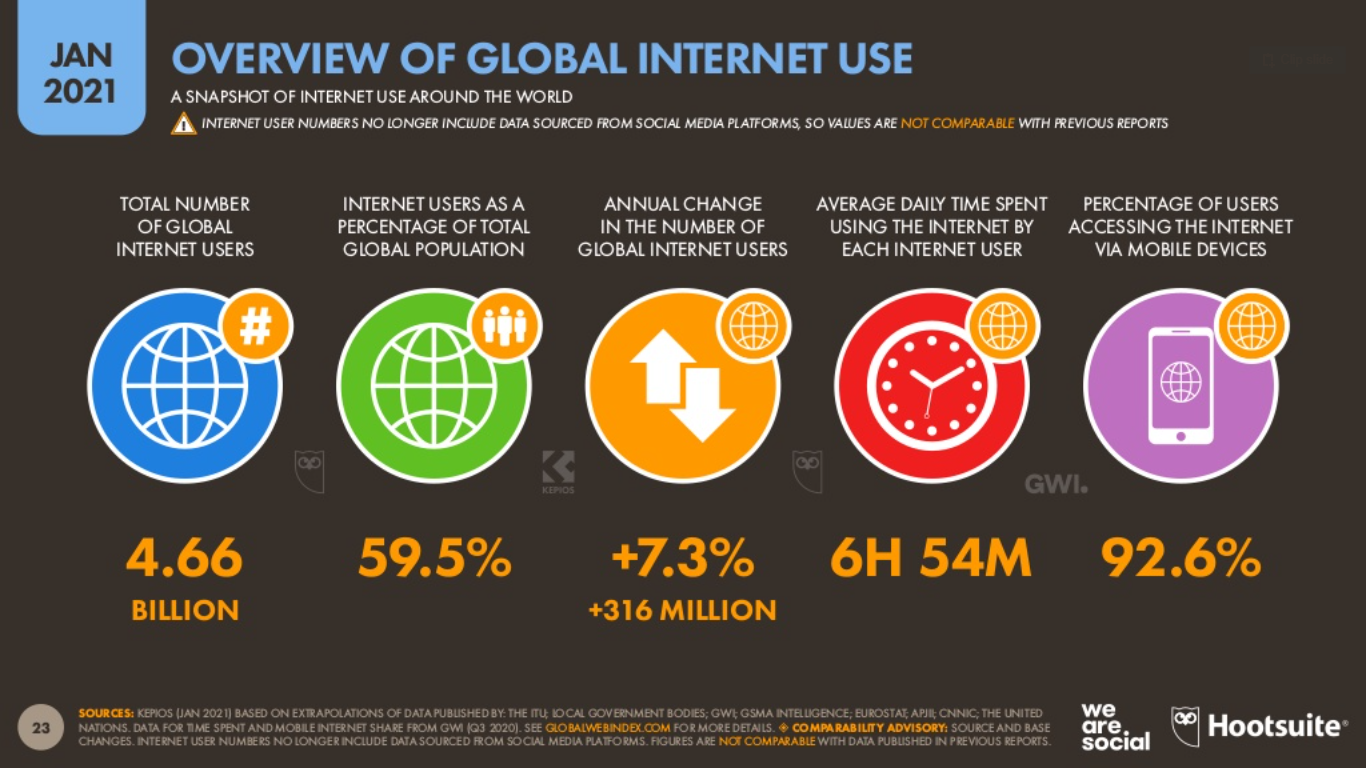 JAN
2021
OVERVIEW OF GLOBAL INTERNET USE
A SNAPSHOT OF INTERNET USE AROUND THE WORLD
INTERNET USER NUMBERS NO LONGER INCLUDE DATA SOURCED FROM SOCIAL MEDIA PLATFORMS, SO VALUES ARE NOT COMPARABLE WITH PREVIOUS REPORTS
TOTAL NUMBER
OF GLOBAL
INTERNET USERS
INTERNET USERS AS A
PERCENTAGE OF TOTAL
GLOBAL POPULATION
ANNUAL CHANGE
IN THE NUMBER OF
GLOBAL INTERNET USERS
AVERAGE DAILY TIME SPENT
USING THE INTERNET BY
EACH INTERNET USER
PERCENTAGE OF USERS
ACCESSING THE INTERNET
VIA MOBILE DEVICES
#
KEPIOS
GWI.
4.66
BILLION
59.5%
+7.3%
+316 MILLION
6H 54M
92.6%
23
SOURCES: KEPIOS (JAN 2021) BASED ON EXTRAPOLATIONS OF DATA PUBLISHED BY: THE ITU; LOCAL GOVERNMENT BODIES; GWI; GSMA INTELLIGENCE; EUROSTAT; APJII; CNNIC; THE UNITED
NATIONS. DATA FOR TIME SPENT AND MOBILE INTERNET SHARE FROM GWI (Q3 2020). SEE GLOBALWEBINDEX.COM FOR MORE DETAILS. ◈ COMPARABILITY ADVISORY: SOURCE AND BASE
CHANGES. INTERNET USER NUMBERS NO LONGER INCLUDE DATA SOURCED FROM SOCIAL MEDIA PLATFORMS. FIGURES ARE NOT COMPARABLE WITH DATA PUBLISHED IN PREVIOUS REPORTS.
we
are
social
Hootsuite®